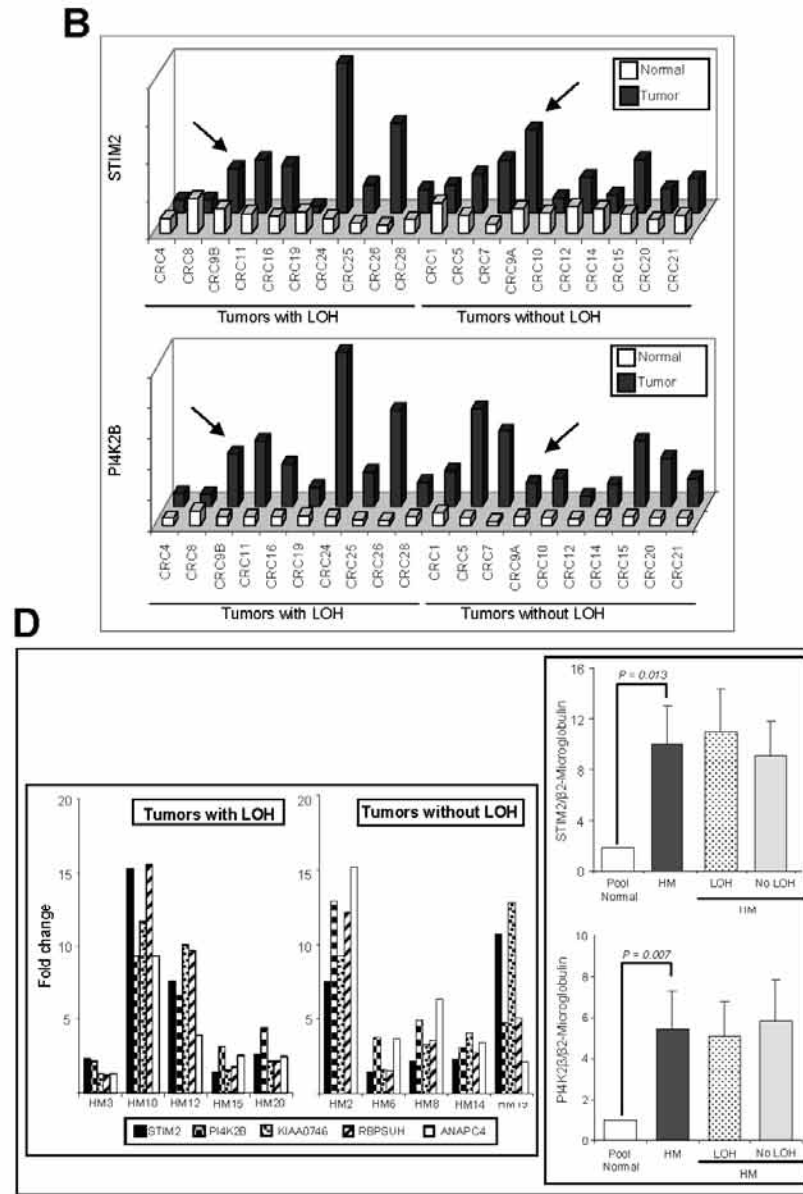 B
STIM2
Normal
Tumor
CRC4 CRC8 CRC9B CRC11 CRC16 CRC19 CRC24 CRC25 CRC26 CRC28 CRC1 CRC5 CRC7 CRC9A CRC10 CRC12 CRC14 CRC15 CRC20 CRC21
Tumors with LOH Tumors without LOH
PI4K2B
Normal
Tumor
CRC4 CRC8 CRC9B CRC11 CRC16 CRC19 CRC24 CRC25 CRC26 CRC28 CRC1 CRC5 CRC7 CRC9A CRC10 CRC12 CRC14 CRC15 CRC20 CRC21
Tumors with LOH Tumors without LOH
D
Fold change
20
15
10
5
Tumors with LOH
HM3 HM10 HM12 HM15 HM20
20
15
10
5
Tumors without LOH
HM2 HM6 HM8 HM14
STIM2 PI4K2B KIAA0746 RBPSUH ANAPC4
STIM2/β2-Microglobulin
16
12
8
4
0
P = 0.013
Pool Normal HM LOH No LOH
HM
PI4K2β/β2-Microglobulin
10
8
6
4
2
0
P = 0.007
Pool Normal HM LOH No LOH
HM